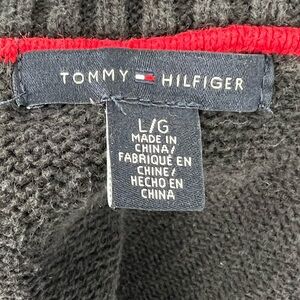 TOMMY HILFIGER
L/G
MADE IN
CHINA/
FABRIQUÉ EN
CHINE/
HECHO EN
CHINA